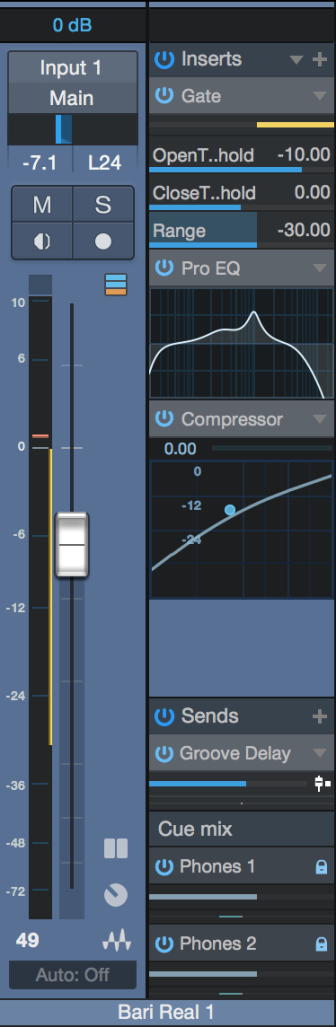 0 dB
Input 1
Main
-7.1 L24
M S
10
6
0
-6
-12
-24
-36
-48
-72
49
Auto: Off
Inserts
Gate
OpenT..hold -10.00
CloseT..hold 0.00
Range -30.00
Pro EQ
Compressor
0.00
0
-12
-24
Sends
Groove Delay
Cue mix
Phones 1
Phones 2
Bari Real 1